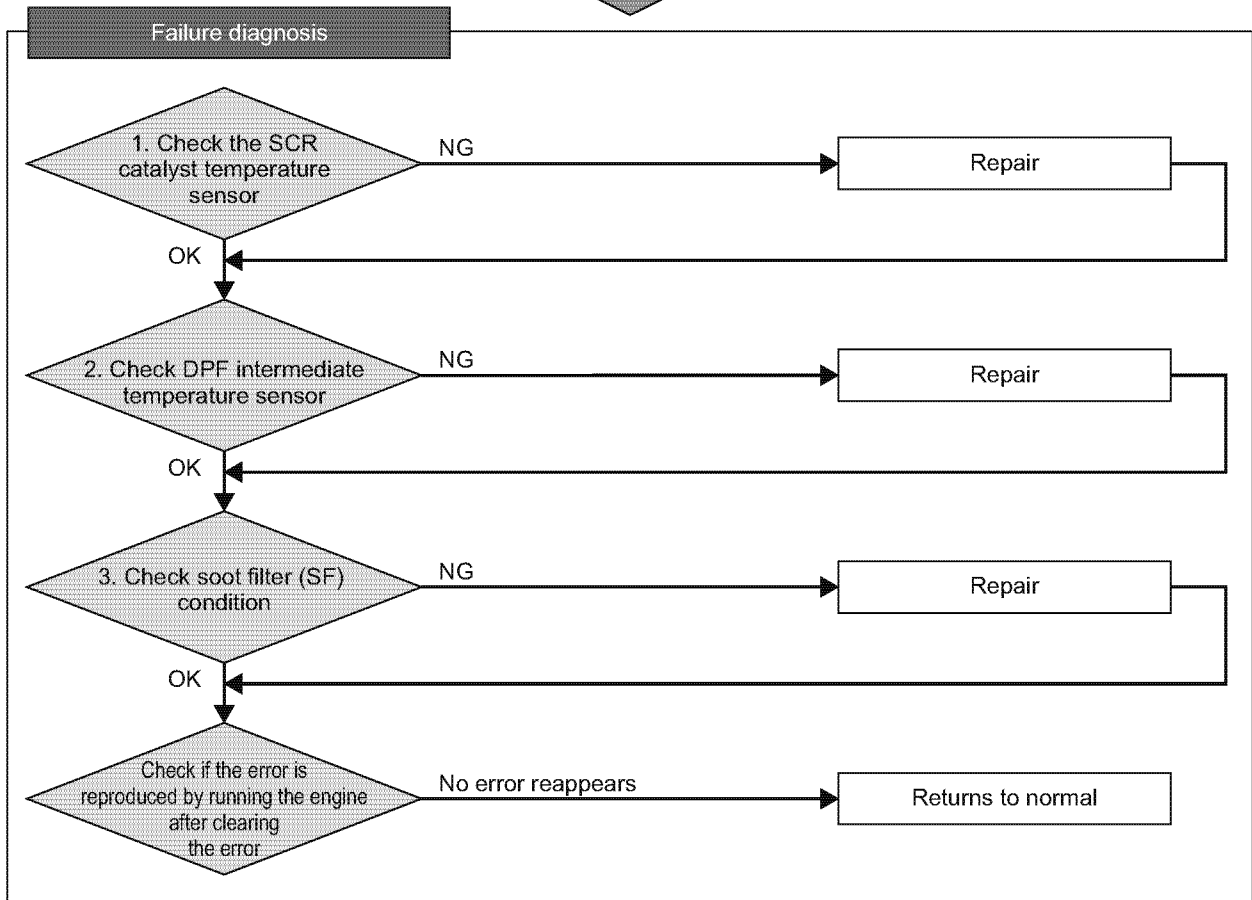 Failure diagnosis
1. Check the SCR
catalyst temperature
sensor
NG
Repair
OK
2. Check DPF intermediate
temperature sensor
NG
Repair
OK
3. Check soot filter (SF)
condition
NG
Repair
OK
Check if the error is
reproduced by running the engine
after clearing
the error
No error reappears
Returns to normal